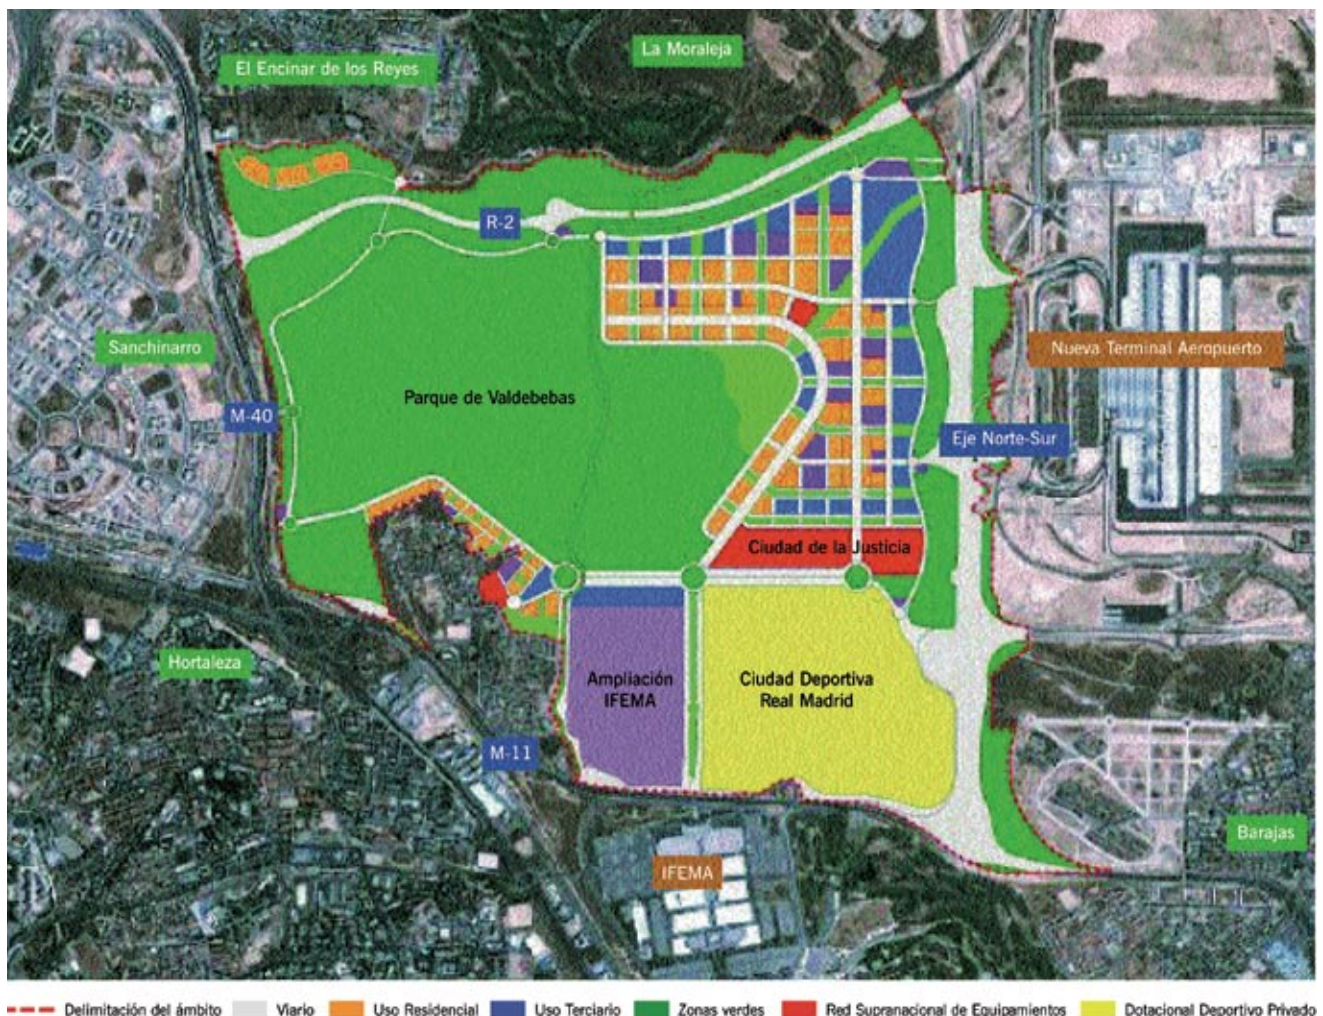 La Moraleja
El Encinar de los Reyes
R-2
Sanchinarro
Nueva Terminal Aeropuerto
Parque de Valdebebas
M-40
Eje Norte-Sur
Ciudad de la Justicia
Hortaleza
Ampliación
IFEMA
Ciudad Deportiva
Real Madrid
M-11
Barajas
IFEMA
Delimitación del ámbito
Viario
Uso Residencial
Uso Terciario
Zonas verdes
Red Supranacional de Equipamientos
Dotacional Deportivo Privado